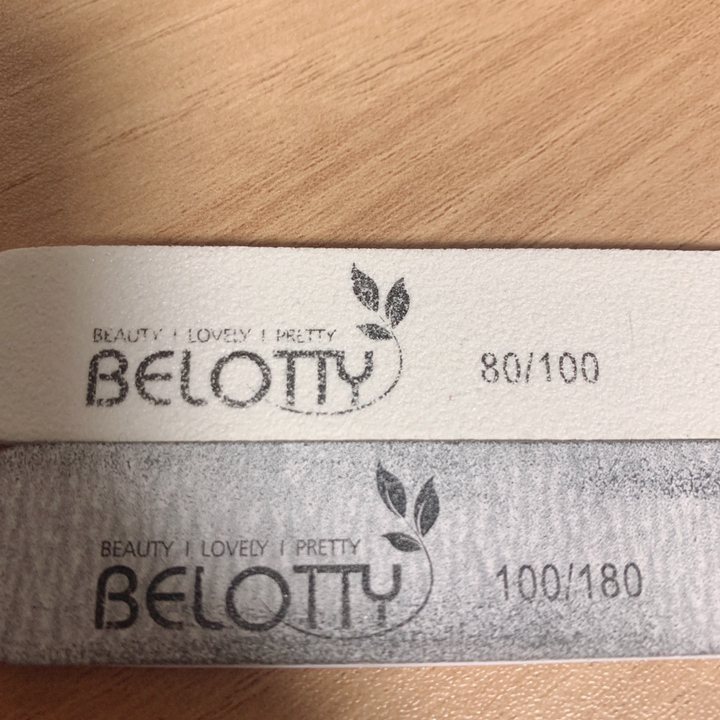 BEAUTY | LOVELY | PRETTY
BELOTTY
80/100
BEAUTY | LOVELY | PRETTY
BELOTTY
100/180